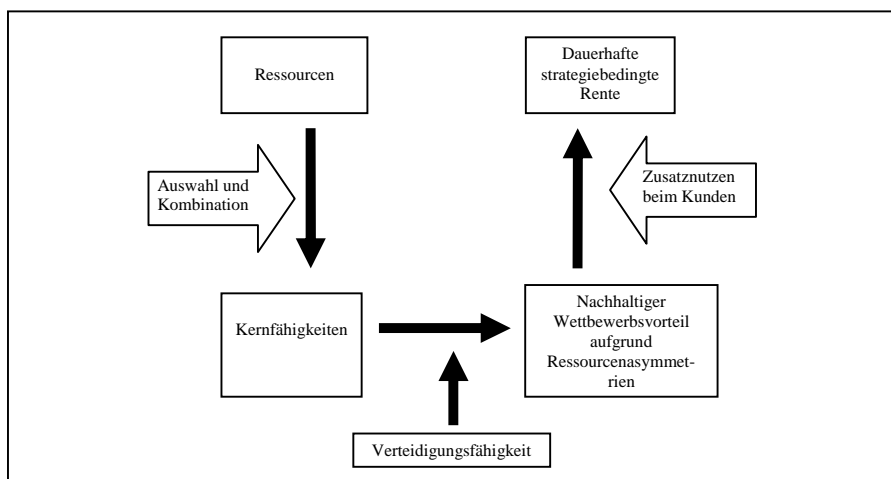 Ressourcen
Dauerhafte
strategiebedingte
Rente
Auswahl und
Kombination
Zusatznutzen
beim Kunden
Kernfähigkeiten
Nachhaltiger
Wettbewerbsvorteil
aufgrund
Ressourcenasymmet-
rien
Verteidigungsfähigkeit